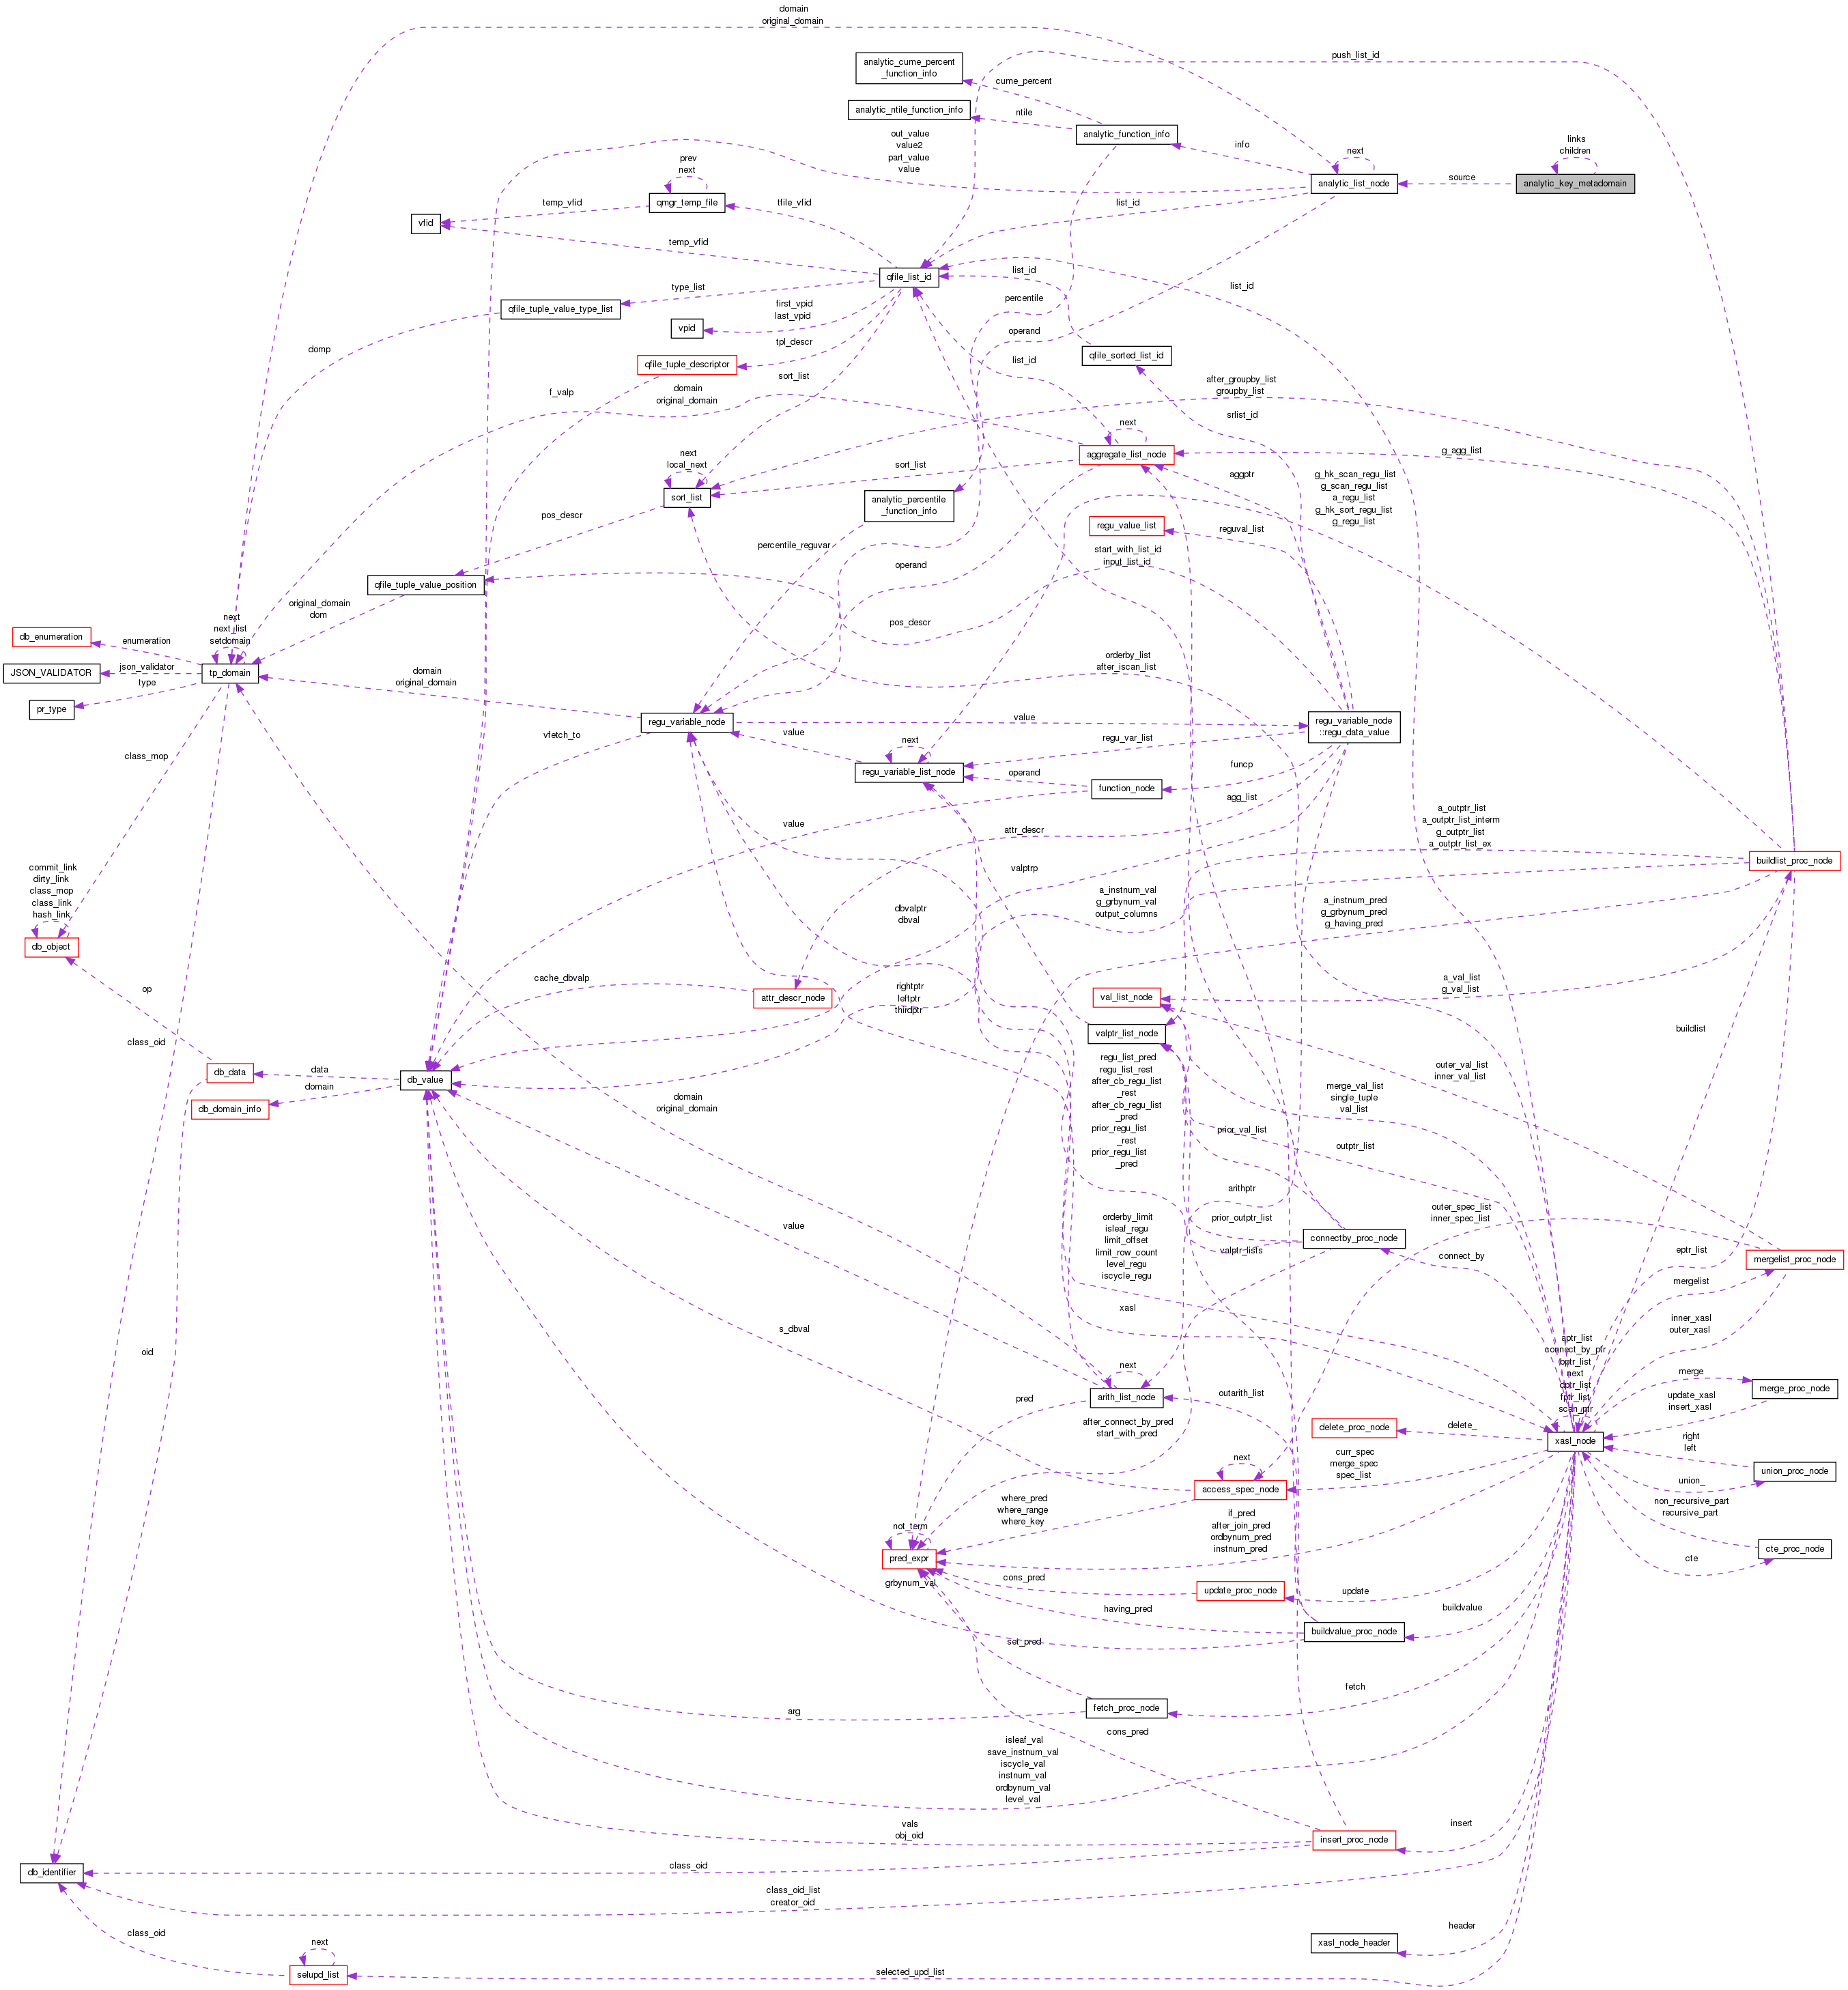 domain
original_domain
push_list_id
analytic_cume_percent
_function_info
cume_percent
analytic_ntile_function_info
ntile
analytic_function_info
out_value
value2
part_value
value
links
children
prev
next
info
next
source
analytic_list_node
analytic_key_metadomain
qmgr_temp_file
temp_vfid
tfile_vfid
list_id
vfid
temp_vfid
qfile_list_id
list_id
list_id
type_list
percentile
qfile_tuple_value_type_list
first_vpid
last_vpid
vpid
operand
domp
tpl_descr
qfile_sorted_list_id
qfile_tuple_descriptor
list_id
sort_list
after_groupby_list
groupby_list
f_valp
domain
original_domain
srlist_id
next
aggregate_list_node
g_agg_list
next
local_next
sort_list
aggptr
g_hk_scan_regu_list
g_scan_regu_list
a_regu_list
g_hk_sort_regu_list
g_regu_list
sort_list
analytic_percentile
_function_info
pos_descr
regu_value_list
reguval_list
percentile_reguvar
start_with_list_id
input_list_id
operand
qfile_tuple_value_position
original_domain
dom
pos_descr
next
next_list
setdomain
db_enumeration
enumeration
orderby_list
after_iscan_list
JSON_VALIDATOR
json_validator
tp_domain
domain
original_domain
type
pr_type
regu_variable_node
value
regu_variable_node
::regu_data_value
vfetch_to
value
next
regu_var_list
class_mop
regu_variable_list_node
operand
function_node
funcp
agg_list
value
attr_descr
a_outptr_list
a_outptr_list_interm
g_outptr_list
a_outptr_list_ex
buildlist_proc_node
commit_link
dirty_link
class_mop
class_link
hash_link
valptrp
a_instnum_val
g_grbynum_val
output_columns
dbvalptr
dbval
a_instnum_pred
g_grbynum_pred
g_having_pred
db_object
cache_dbvalp
attr_descr_node
a_val_list
g_val_list
op
rightptr
leftptr
thirdptr
val_list_node
buildlist
class_oid
valptr_list_node
db_data
data
db_value
regu_list_pred
regu_list_rest
after_cb_regu_list
_rest
after_cb_regu_list
_pred
prior_regu_list
_rest
prior_regu_list
_pred
outer_val_list
inner_val_list
domain
db_domain_info
domain
original_domain
merge_val_list
single_tuple
val_list
prior_val_list
outptr_list
arithptr
outer_spec_list
inner_spec_list
value
orderby_limit
isleaf_regu
limit_offset
limit_row_count
level_regu
iscycle_regu
prior_outptr_list
connectby_proc_node
valptr_lists
connect_by
eptr_list
mergelist_proc_node
mergelist
xasl
s_dbval
inner_xasl
outer_xasl
aptr_list
connect_by_ptr
bptr_list
next
dptr_list
fptr_list
scan_ptr
oid
next
merge
merge_proc_node
arith_list_node
outarith_list
pred
update_xasl
insert_xasl
after_connect_by_pred
start_with_pred
delete_proc_node
delete_
xasl_node
right
left
next
curr_spec
merge_spec
spec_list
union_
union_proc_node
access_spec_node
where_pred
where_range
where_key
non_recursive_part
recursive_part
not_term
if_pred
after_join_pred
ordbynum_pred
instnum_pred
cte_proc_node
pred_expr
cte
grbynum_val
cons_pred
update_proc_node
update
having_pred
buildvalue
buildvalue_proc_node
set_pred
fetch
arg
fetch_proc_node
cons_pred
isleaf_val
save_instnum_val
iscycle_val
instnum_val
ordbynum_val
level_val
vals
obj_oid
insert
insert_proc_node
db_identifier
class_oid
class_oid_list
creator_oid
class_oid
header
xasl_node_header
next
selupd_list
selected_upd_list